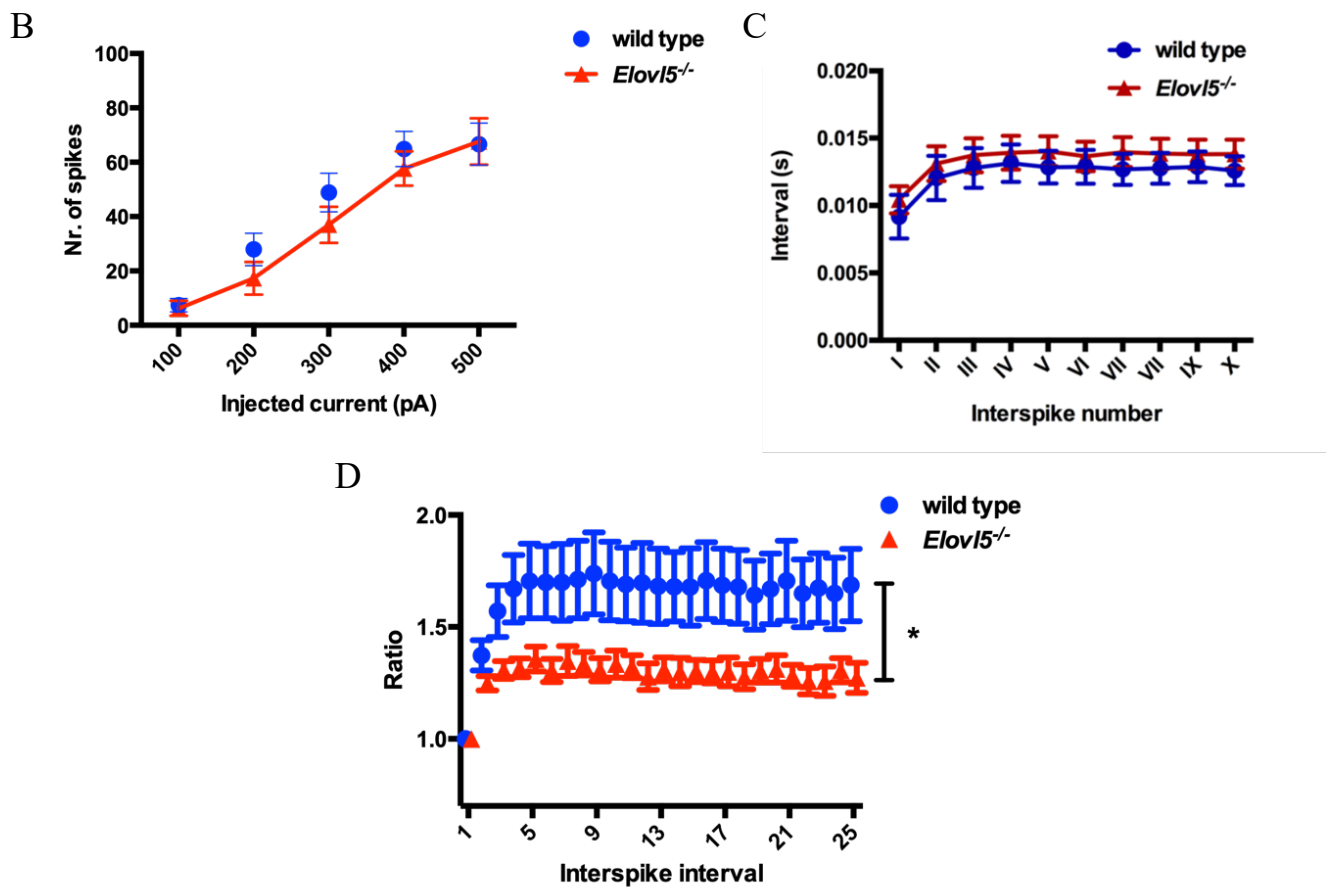 B
wild type
Elovl5-/-
100
80
60
40
20
0
Nr. of spikes
100
200
300
400
500
Injected current (pA)
C
wild type
Elovl5-/-
0.020
0.015
0.010
0.005
0.000
Interval (s)
I
II
III
IV
V
VI
VII
VII
IX
X
Interspike number
D
wild type
Elovl5-/-
2.0
1.5
1.0
Ratio
*
1
5
9
13
17
21
25
Interspike interval